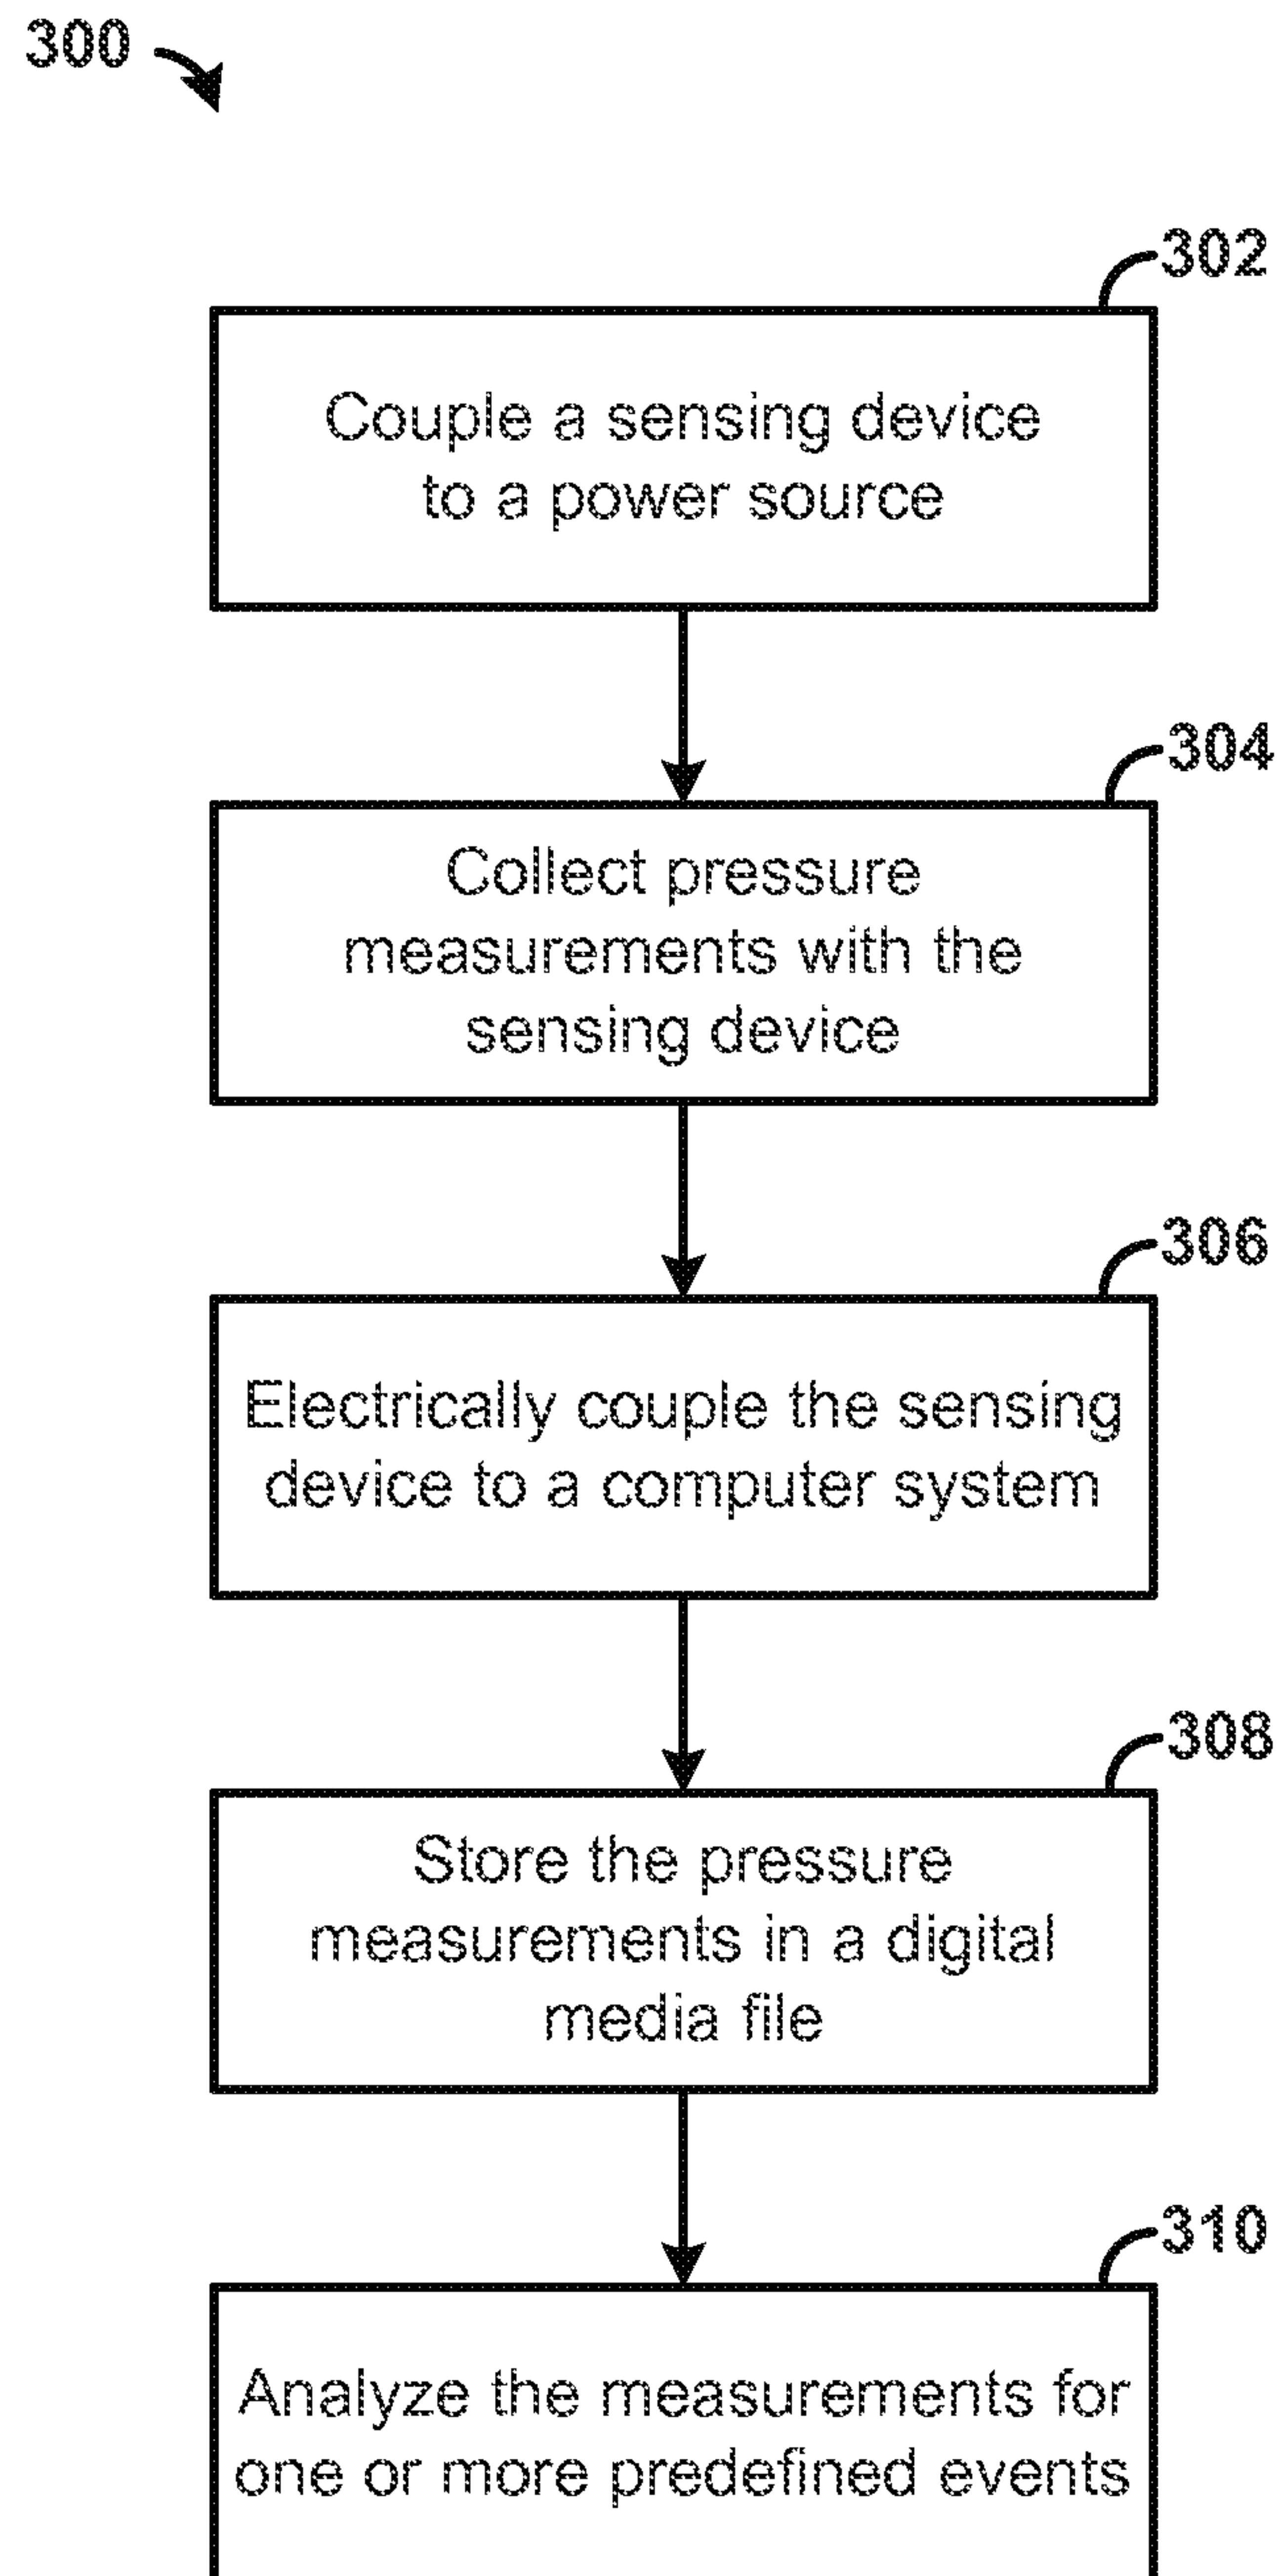 300
302
Couple a sensing device
to a power source
304
Collect pressure
measurements with the
sensing device
306
Electrically couple the sensing
device to a computer system
308
Store the pressure
measurements in a digital
media file
310
Analyze the measurements for
one or more predefined events